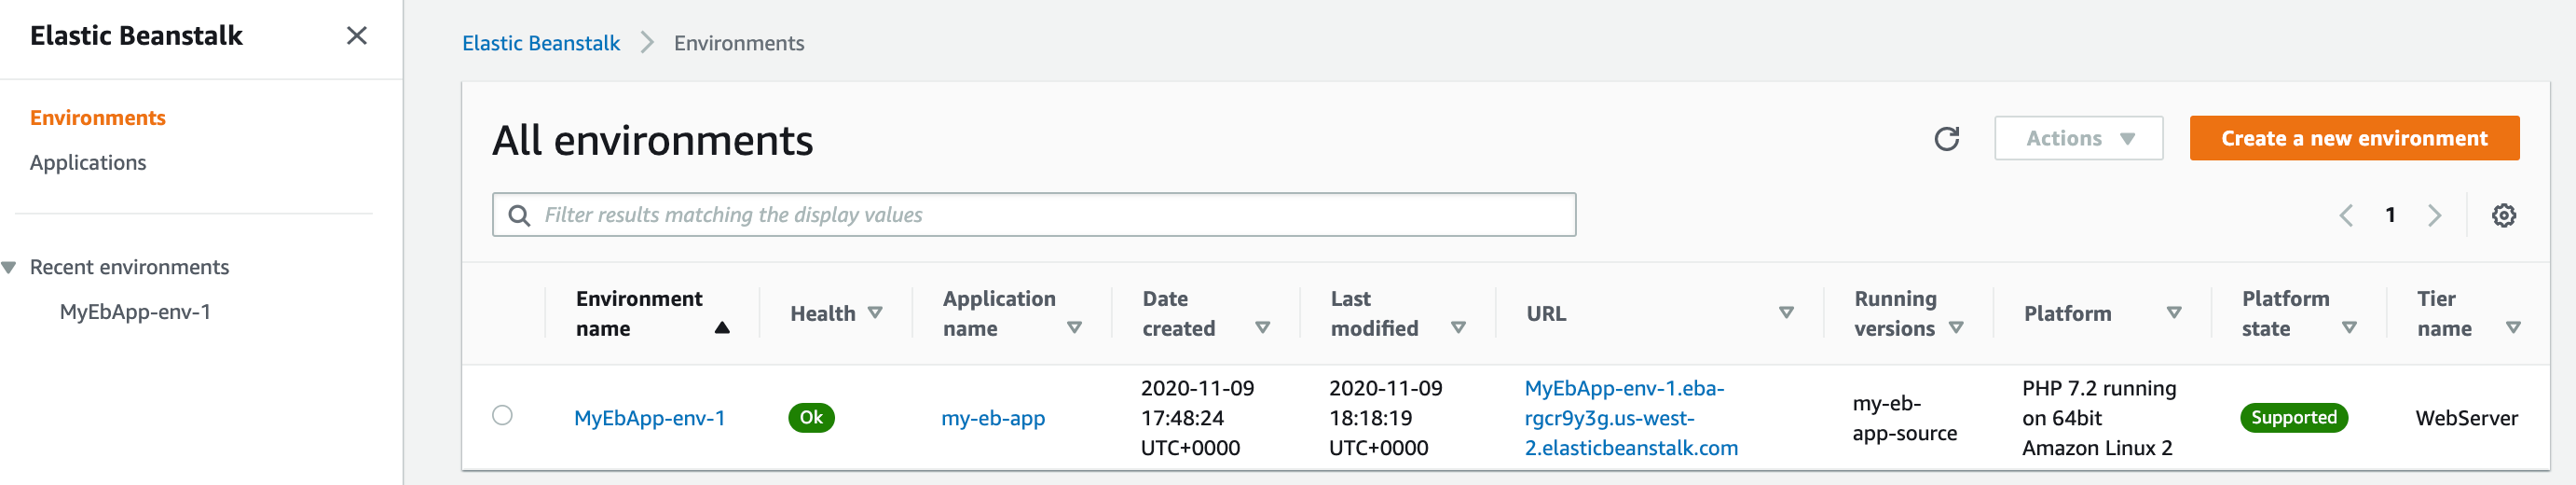 Elastic Beanstalk
Environments
Applications
Recent environments
MyEbApp-env-1
Elastic Beanstalk > Environments
All environments
Actions
Create a new environment
Filter results matching the display values
1
Environment
name
Health
Application
name
Date
created
Last
modified
URL
Running
versions
Platform
Platform
state
Tier
name
MyEbApp-env-1
Ok
my-eb-app
2020-11-09
17:48:24
UTC+0000
2020-11-09
18:18:19
UTC+0000
MyEbApp-env-1.eba-
rgcr9y3g.us-west-
2.elasticbeanstalk.com
my-eb-
app-source
PHP 7.2 running
on 64bit
Amazon Linux 2
Supported
WebServer